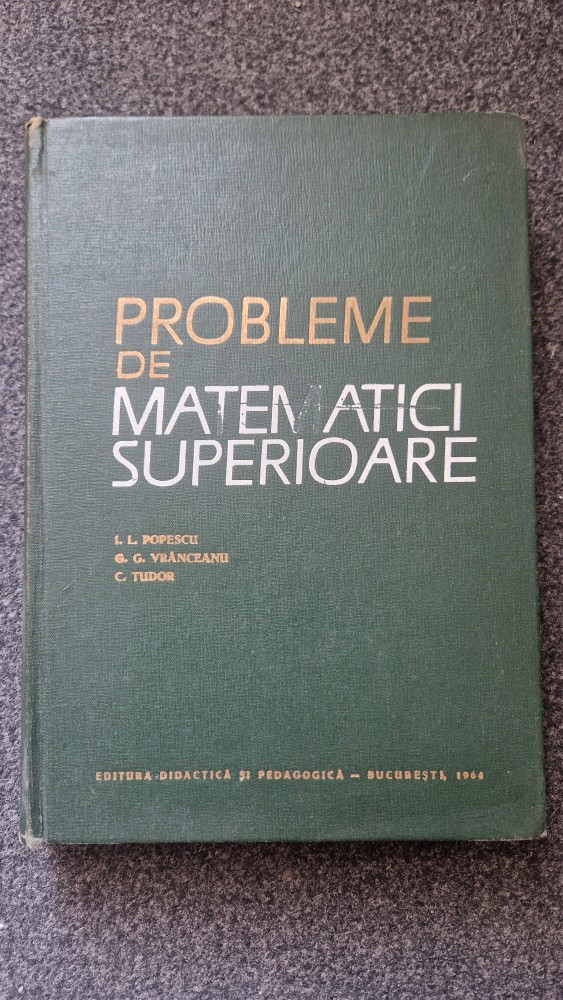 PROBLEME
DE
MATEMATICI
SUPERIOARE
I. L. POPESCU
G. G. VRÂNCEANU
C. TUDOR
EDITURA DIDACTICĂ ŞI PEDAGOGICĂ — BUCUREŞTI, 1964